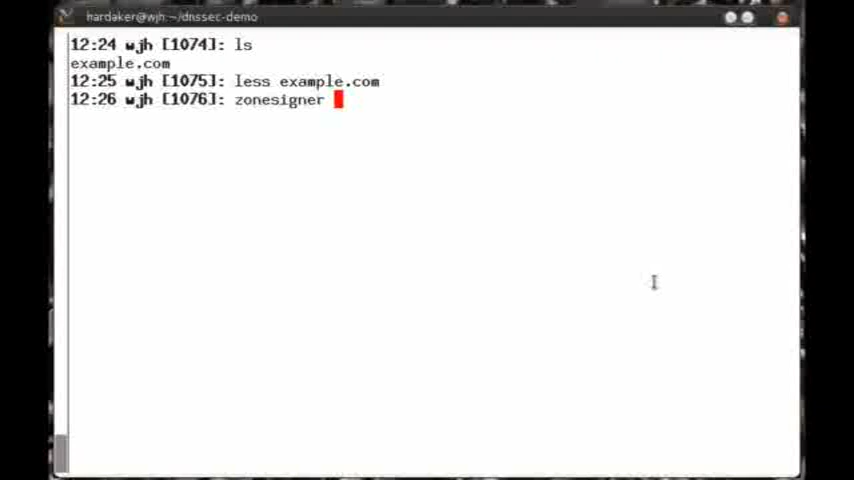 hardaker@wjh:~/dnssec-demo
12:24 wjh [1074]: ls
example.com
12:25 wjh [1075]: less example.com
12:26 wjh [1076]: zonesigner